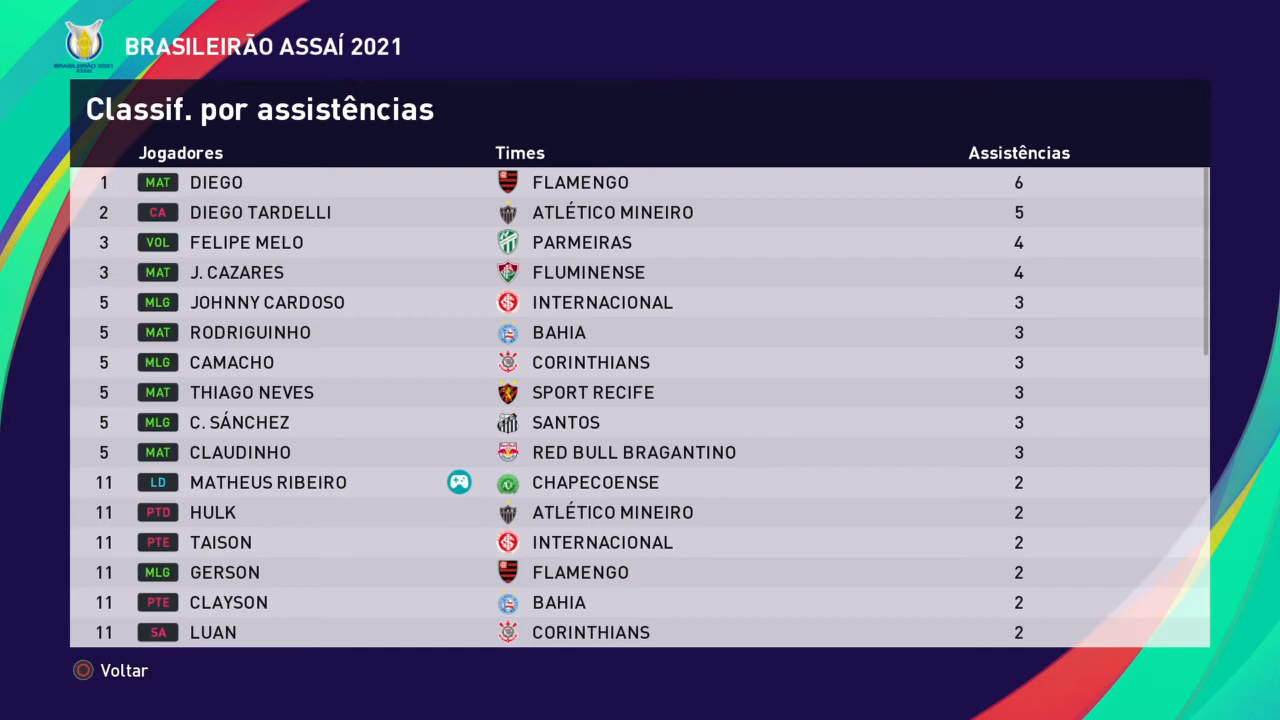 BRASILEIRÃO ASSAÍ 2021
BRASILEIRÃO 2021
ASSAÍ
Classif. por assistências
Jogadores Times Assistências
1 MAT DIEGO FLAMENGO 6
2 CA DIEGO TARDELLI ATLÉTICO MINEIRO 5
3 VOL FELIPE MELO PARMEIRAS 4
3 MAT J. CAZARES FLUMINENSE 4
5 MLG JOHNNY CARDOSO INTERNACIONAL 3
5 MAT RODRIGUINHO BAHIA 3
5 MLG CAMACHO CORINTHIANS 3
5 MAT THIAGO NEVES SPORT RECIFE 3
5 MLG C. SÁNCHEZ SANTOS 3
5 MAT CLAUDINHO RED BULL BRAGANTINO 3
11 LD MATHEUS RIBEIRO CHAPECOENSE 2
11 PTD HULK ATLÉTICO MINEIRO 2
11 PTE TAISON INTERNACIONAL 2
11 MLG GERSON FLAMENGO 2
11 PTE CLAYSON BAHIA 2
11 SA LUAN CORINTHIANS 2
Voltar